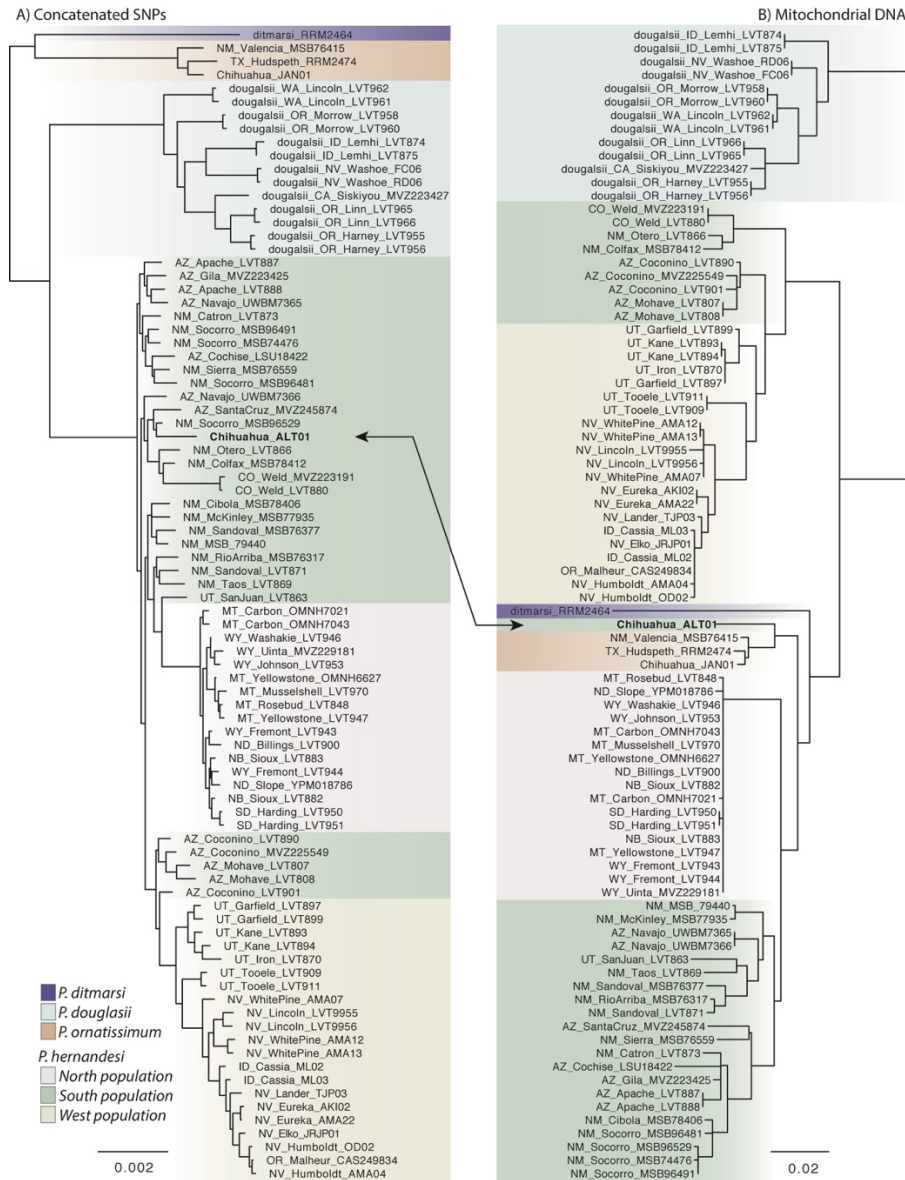 A) Concatenated SNPs
ditmarsi_RRM2464
NM_Valencia_MSB76415
TX_Hudspeth_RRM2474
Chihuahua_JAN01
dougalsii_WA_Lincoln_LVT962
dougalsii_WA_Lincoln_LVT961
dougalsii_OR_Morrow_LVT958
dougalsii_OR_Morrow_LVT960
dougalsii_ID_Lemhi_LVT874
dougalsii_ID_Lemhi_LVT875
dougalsii_NV_Washoe_FC06
dougalsii_NV_Washoe_RD06
dougalsii_CA_Siskiyou_MVZ223427
dougalsii_OR_Linn_LVT965
dougalsii_OR_Linn_LVT966
dougalsii_OR_Harney_LVT955
dougalsii_OR_Harney_LVT956
AZ_Apache_LVT887
AZ_Gila_MVZ223425
AZ_Apache_LVT888
AZ_Navajo_UWBM7365
NM_Catron_LVT873
NM_Socorro_MSB96491
NM_Socorro_MSB74476
AZ_Cochise_LSU18422
NM_Sierra_MSB76559
NM_Socorro_MSB96481
AZ_Navajo_UWBM7366
AZ_SantaCruz_MVZ245874
NM_Socorro_MSB96529
Chihuahua_ALT01
NM_Otero_LVT866
NM_Colfax_MSB78412
CO_Weld_MVZ223191
CO_Weld_LVT880
NM_Cibola_MSB78406
NM_McKinley_MSB77935
NM_Sandoval_MSB76377
NM_MSB_79440
NM_RioArriba_MSB76317
NM_Sandoval_LVT871
NM_Taos_LVT869
UT_SanJuan_LVT863
MT_Carbon_OMNH7021
MT_Carbon_OMNH7043
WY_Washakie_LVT946
WY_Uinta_MVZ229181
WY_Johnson_LVT953
MT_Yellowstone_OMNH6627
MT_Musselshell_LVT970
MT_Rosebud_LVT848
MT_Yellowstone_LVT947
WY_Fremont_LVT943
ND_Billings_LVT900
NB_Sioux_LVT883
WY_Fremont_LVT944
ND_Slope_YPM018786
NB_Sioux_LVT882
SD_Harding_LVT950
SD_Harding_LVT951
AZ_Coconino_LVT890
AZ_Coconino_MVZ225549
AZ_Mohave_LVT807
AZ_Mohave_LVT808
AZ_Coconino_LVT901
UT_Garfield_LVT897
UT_Garfield_LVT899
UT_Kane_LVT893
UT_Kane_LVT894
UT_Iron_LVT870
UT_Tooele_LVT909
UT_Tooele_LVT911
NV_WhitePine_AMA07
NV_Lincoln_LVT9955
NV_Lincoln_LVT9956
NV_WhitePine_AMA12
NV_WhitePine_AMA13
ID_Cassia_ML02
ID_Cassia_ML03
NV_Lander_TJP03
NV_Eureka_AKI02
NV_Eureka_AMA22
NV_Elko_JRJP01
NV_Humboldt_OD02
OR_Malheur_CAS249834
NV_Humboldt_AMA04
P. ditmarsi
P. douglasii
P. ornatissimum
P. hernandesi
North population
South population
West population
0.002
B) Mitochondrial DNA
dougalsii_ID_Lemhi_LVT874
dougalsii_ID_Lemhi_LVT875
dougalsii_NV_Washoe_RD06
dougalsii_NV_Washoe_FC06
dougalsii_OR_Morrow_LVT958
dougalsii_OR_Morrow_LVT960
dougalsii_WA_Lincoln_LVT962
dougalsii_WA_Lincoln_LVT961
dougalsii_OR_Linn_LVT966
dougalsii_OR_Linn_LVT965
dougalsii_CA_Siskiyou_MVZ223427
dougalsii_OR_Harney_LVT955
dougalsii_OR_Harney_LVT956
CO_Weld_MVZ223191
CO_Weld_LVT880
NM_Otero_LVT866
NM_Colfax_MSB78412
AZ_Coconino_LVT890
AZ_Coconino_MVZ225549
AZ_Coconino_LVT901
AZ_Mohave_LVT807
AZ_Mohave_LVT808
UT_Garfield_LVT899
UT_Kane_LVT893
UT_Kane_LVT894
UT_Iron_LVT870
UT_Garfield_LVT897
UT_Tooele_LVT911
UT_Tooele_LVT909
NV_WhitePine_AMA12
NV_WhitePine_AMA13
NV_Lincoln_LVT9955
NV_Lincoln_LVT9956
NV_WhitePine_AMA07
NV_Eureka_AKI02
NV_Eureka_AMA22
NV_Lander_TJP03
ID_Cassia_ML03
NV_Elko_JRJP01
ID_Cassia_ML02
OR_Malheur_CAS249834
NV_Humboldt_AMA04
NV_Humboldt_OD02
ditmarsi_RRM2464
Chihuahua_ALT01
NM_Valencia_MSB76415
TX_Hudspeth_RRM2474
Chihuahua_JAN01
MT_Rosebud_LVT848
ND_Slope_YPM018786
WY_Washakie_LVT946
WY_Johnson_LVT953
MT_Carbon_OMNH7043
MT_Musselshell_LVT970
MT_Yellowstone_OMNH6627
ND_Billings_LVT900
NB_Sioux_LVT882
MT_Carbon_OMNH7021
SD_Harding_LVT950
SD_Harding_LVT951
NB_Sioux_LVT883
MT_Yellowstone_LVT947
WY_Fremont_LVT943
WY_Fremont_LVT944
WY_Uinta_MVZ229181
NM_MSB_79440
NM_McKinley_MSB77935
AZ_Navajo_UWBM7365
AZ_Navajo_UWBM7366
UT_SanJuan_LVT863
NM_Taos_LVT869
NM_Sandoval_MSB76377
NM_RioArriba_MSB76317
NM_Sandoval_LVT871
AZ_SantaCruz_MVZ245874
NM_Sierra_MSB76559
NM_Catron_LVT873
AZ_Cochise_LSU18422
AZ_Gila_MVZ223425
AZ_Apache_LVT887
AZ_Apache_LVT888
NM_Cibola_MSB78406
NM_Socorro_MSB96481
NM_Socorro_MSB96529
NM_Socorro_MSB74476
NM_Socorro_MSB96491
0.02